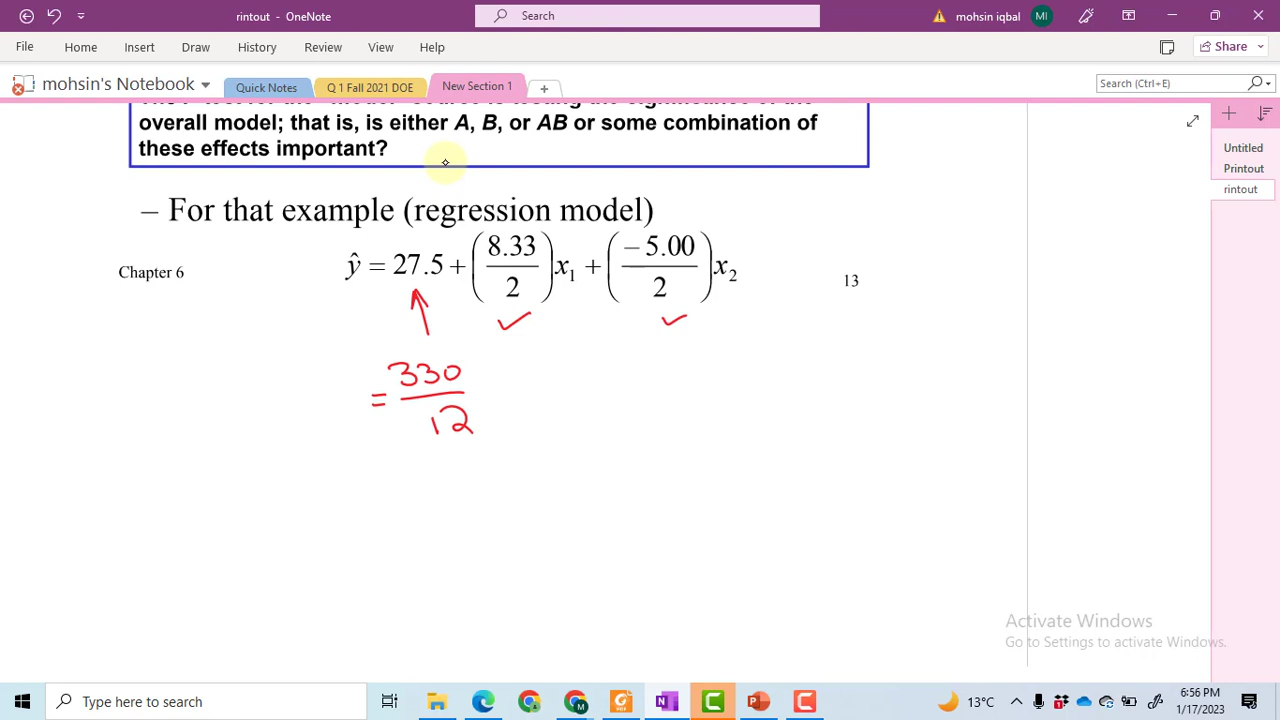 rintout - OneNote
Search
mohsin iqbal
MI
File
Home
Insert
Draw
History
Review
View
Help
Share
mohsin's Notebook
Quick Notes
Q 1 Fall 2021 DOE
New Section 1
Search (Ctrl+E)
overall model; that is, is either A, B, or AB or some combination of
these effects important?
Untitled
Printout
rintout
– For that example (regression model)
Chapter 6
ŷ = 27.5 + (8.33/2) x₁ + (−5.00/2) x₂
13
= 330/12
Activate Windows
Go to Settings to activate Windows.
Type here to search
M
13°C
6:56 PM
1/17/2023